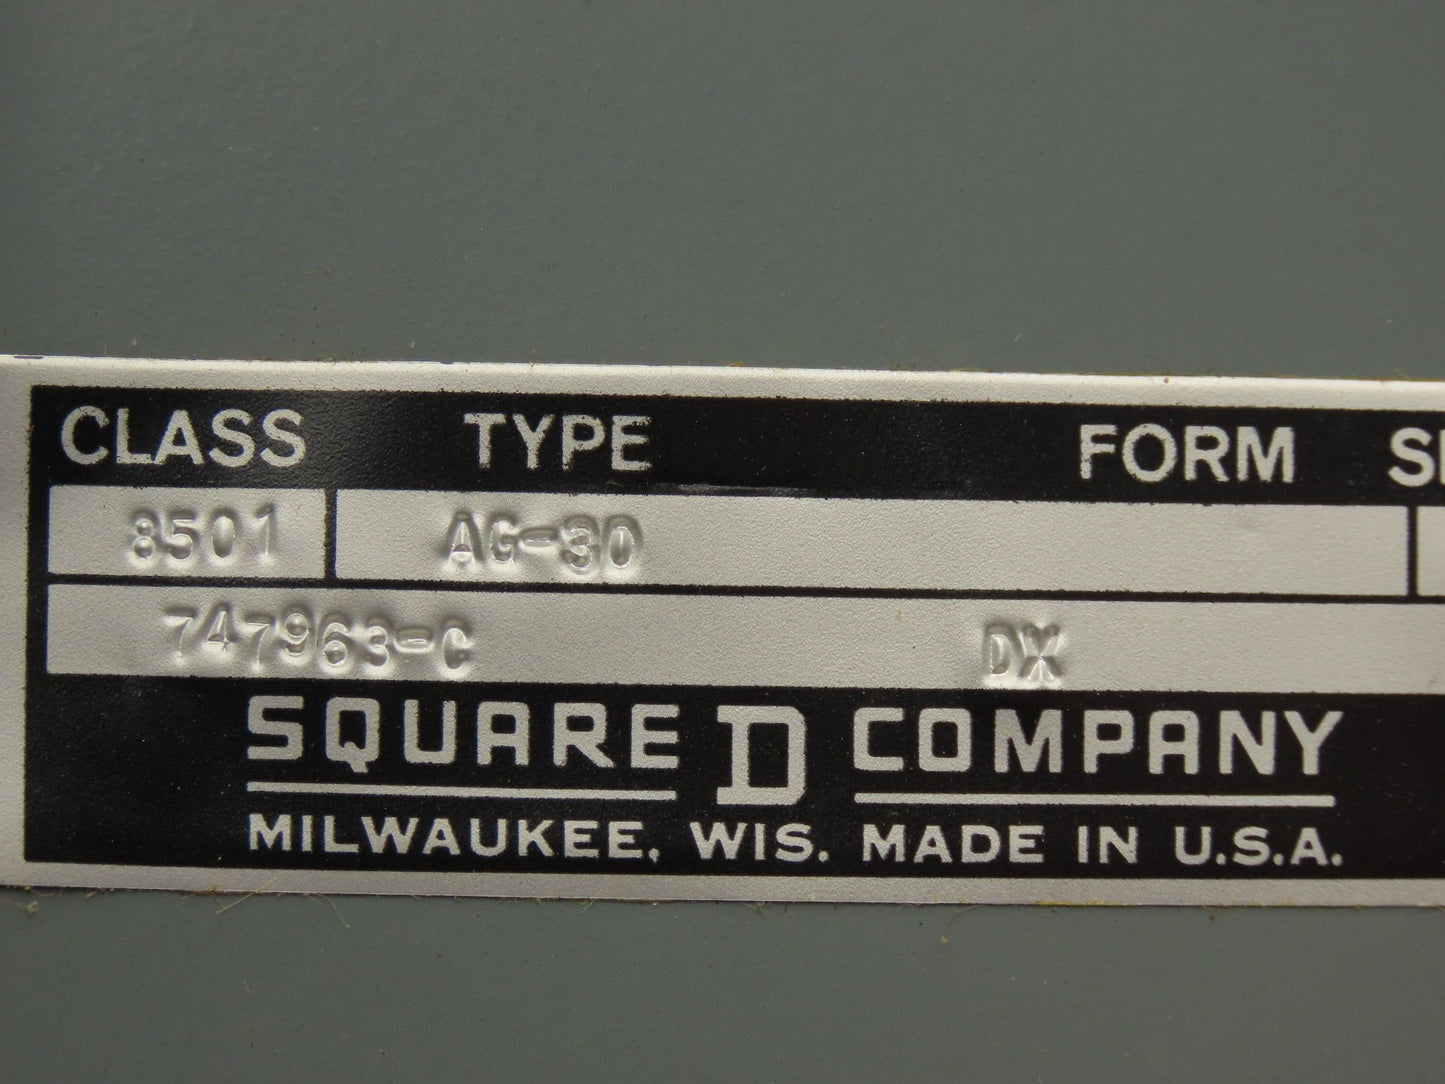 CLASS TYPE FORM
8501 AG-30
747963-C DX
SQUARE D COMPANY
MILWAUKEE, WIS. MADE IN U.S.A.